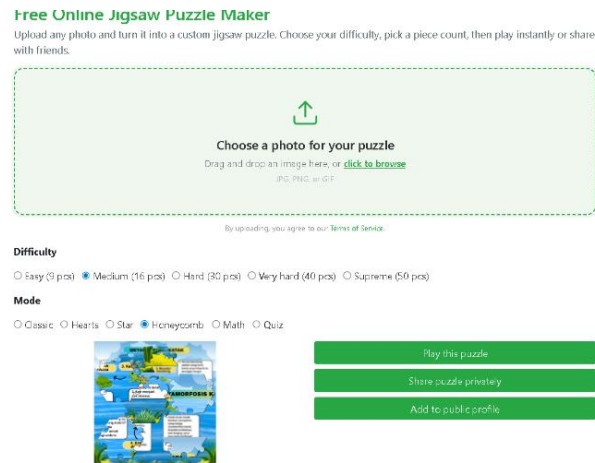 Free Online Jigsaw Puzzle Maker
Upload any photo and turn it into a custom jigsaw puzzle. Choose your difficulty, pick a piece count, then play instantly or share
with friends.
Choose a photo for your puzzle
Drag and drop an image here, or click to browse
JPG, PNG, or GIF
By uploading, you agree to our Terms of Service.
Difficulty
Easy (9 pcs) Medium (16 pcs) Hard (30 pcs) Very hard (40 pcs) Supreme (50 pcs)
Mode
Classic Hearts Star Honeycomb Math Quiz
Play this puzzle
Share puzzle privately
Add to public profile
TAMORFOSIS K